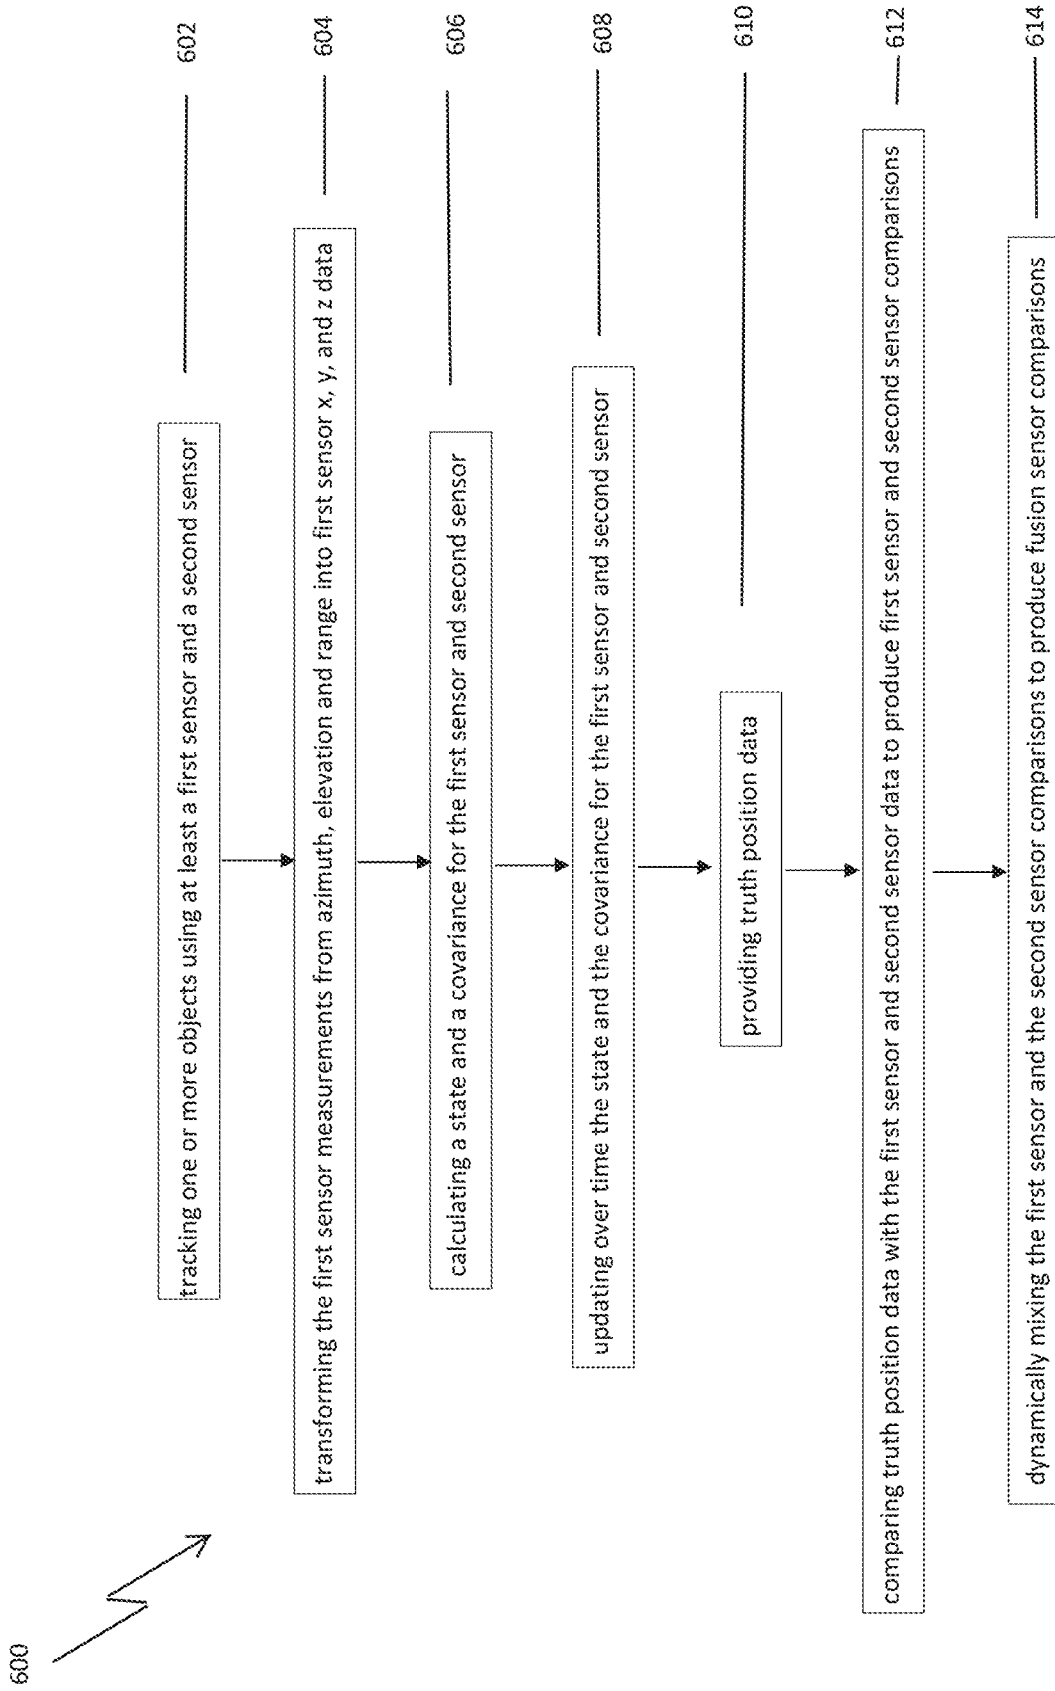 600
tracking one or more objects using at least a first sensor and a second sensor
602
transforming the first sensor measurements from azimuth, elevation and range into first sensor x, y, and z data
604
calculating a state and a covariance for the first sensor and second sensor
606
updating over time the state and the covariance for the first sensor and second sensor
608
providing truth position data
610
comparing truth position data with the first sensor and second sensor data to produce first sensor and second sensor comparisons
612
dynamically mixing the first sensor and the second sensor comparisons to produce fusion sensor comparisons
614